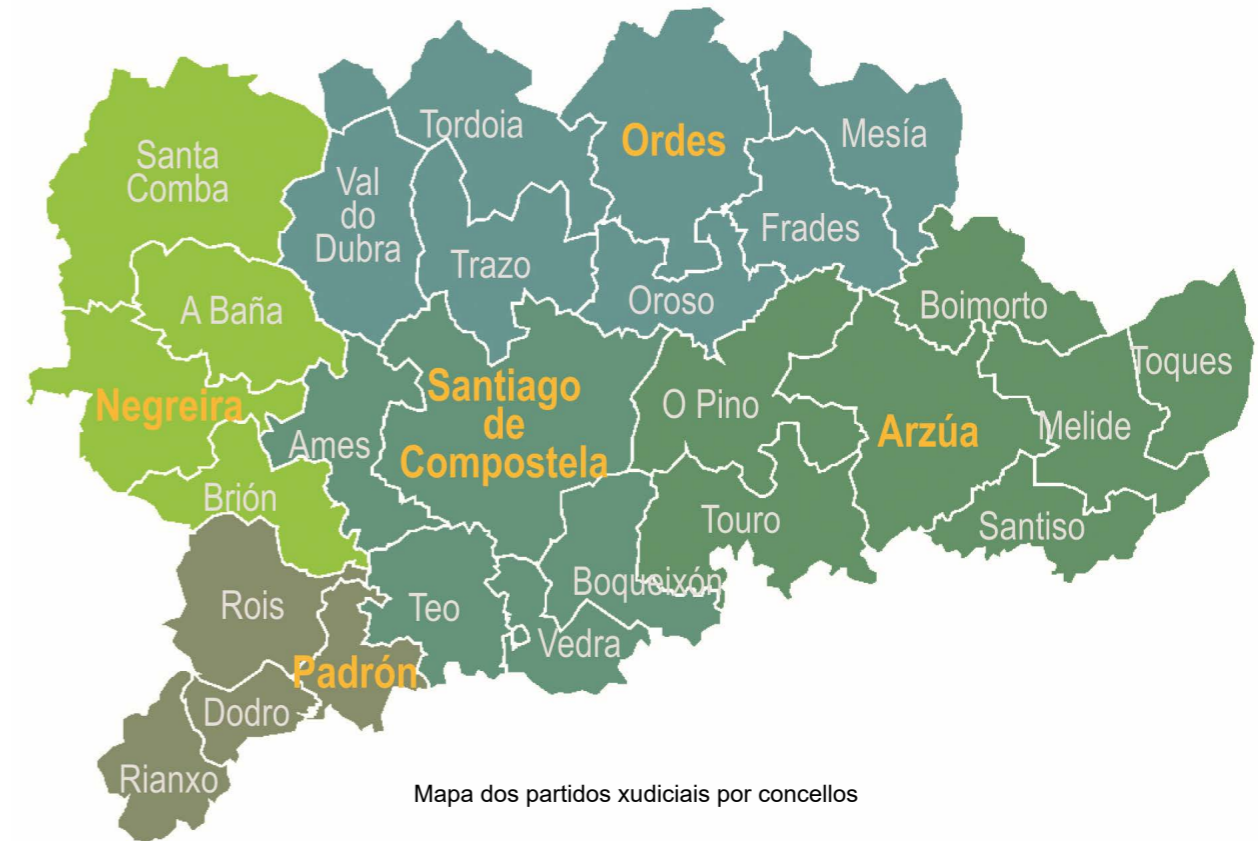 Tordoia
Ordes
Mesía
Santa
Comba
Val
do
Dubra
Frades
Trazo
Oroso
A Baña
Boimorto
Toques
Santiago
de
Compostela
O Pino
Negreira
Ames
Arzúa
Melide
Brión
Touro
Santiso
Boqueixón
Rois
Teo
Vedra
Padrón
Dodro
Rianxo
Mapa dos partidos xudiciais por concellos